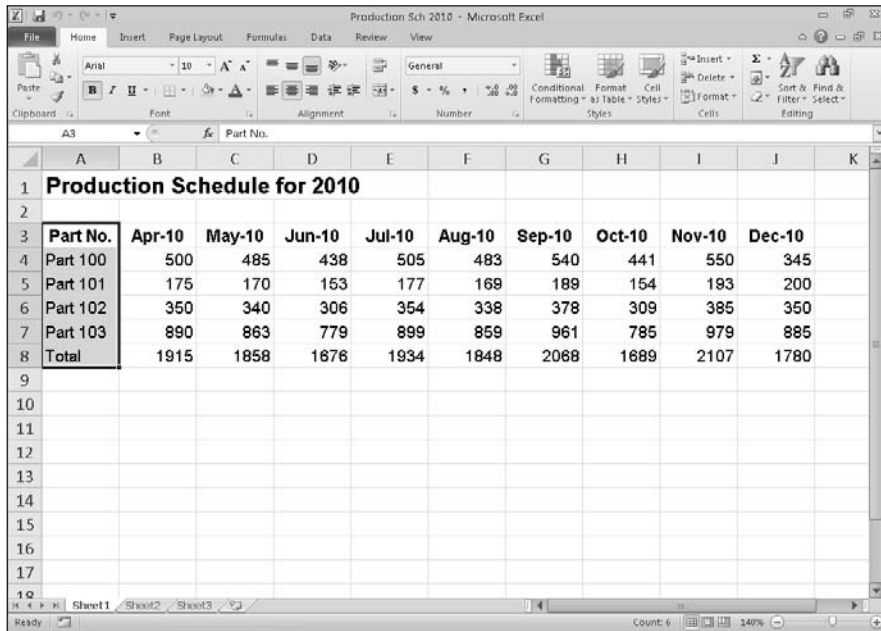 Production Sch 2010 - Microsoft Excel
File Home Insert Page Layout Formulas Data Review View
Paste
Arial 10 A A
B I U A
General
$ % ,
Conditional Formatting
Format as Table
Cell Styles
Insert
Delete
Format
Σ
Sort & Filter
Find & Select
Clipboard Font Alignment Number Styles Cells Editing
A3 fx Part No.
A B C D E F G H I J K
1 Production Schedule for 2010
2
3 Part No. Apr-10 May-10 Jun-10 Jul-10 Aug-10 Sep-10 Oct-10 Nov-10 Dec-10
4 Part 100 500 485 438 505 483 540 441 550 345
5 Part 101 175 170 153 177 169 189 154 193 200
6 Part 102 350 340 306 354 338 378 309 385 350
7 Part 103 890 863 779 899 859 961 785 979 885
8 Total 1915 1858 1676 1934 1848 2068 1689 2107 1780
9
10
11
12
13
14
15
16
17
18
Sheet1 Sheet2 Sheet3
Ready Count: 6 140%